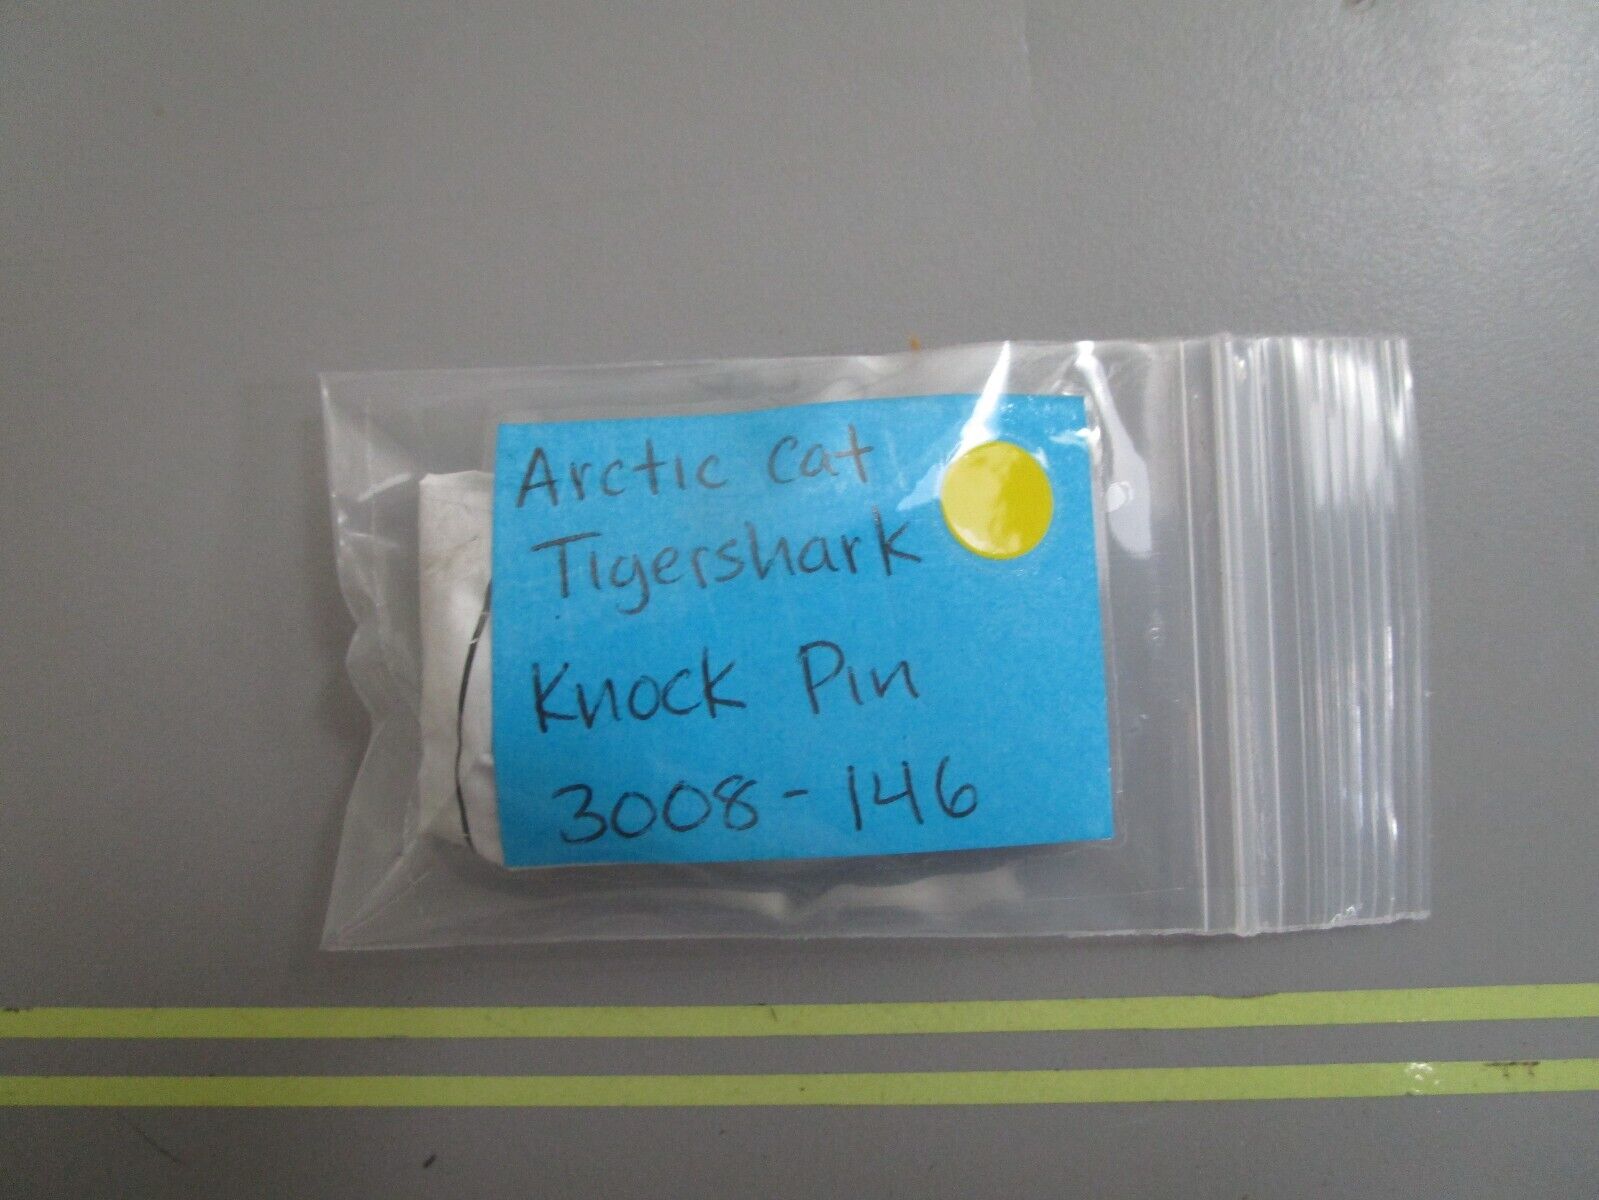 Arctic Cat
Tigershark
Knock Pin
3008-146